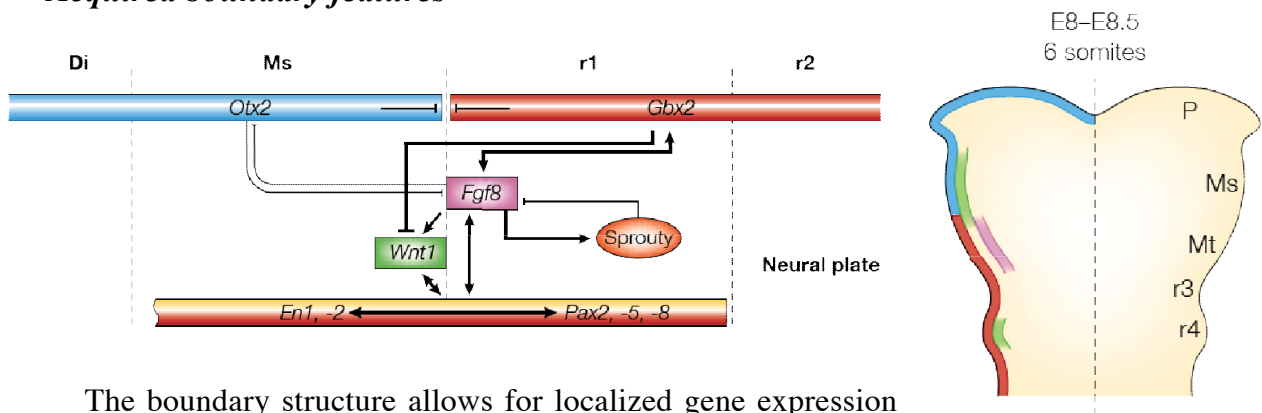 Acquired boundary features
E8–E8.5
6 somites
Di Ms r1 r2
Otx2 Gbx2
P
Fgf8
Ms
Sprouty
Wnt1
Mt
Neural plate
r3
En1, -2 Pax2, -5, -8
r4
The boundary structure allows for localized gene expression